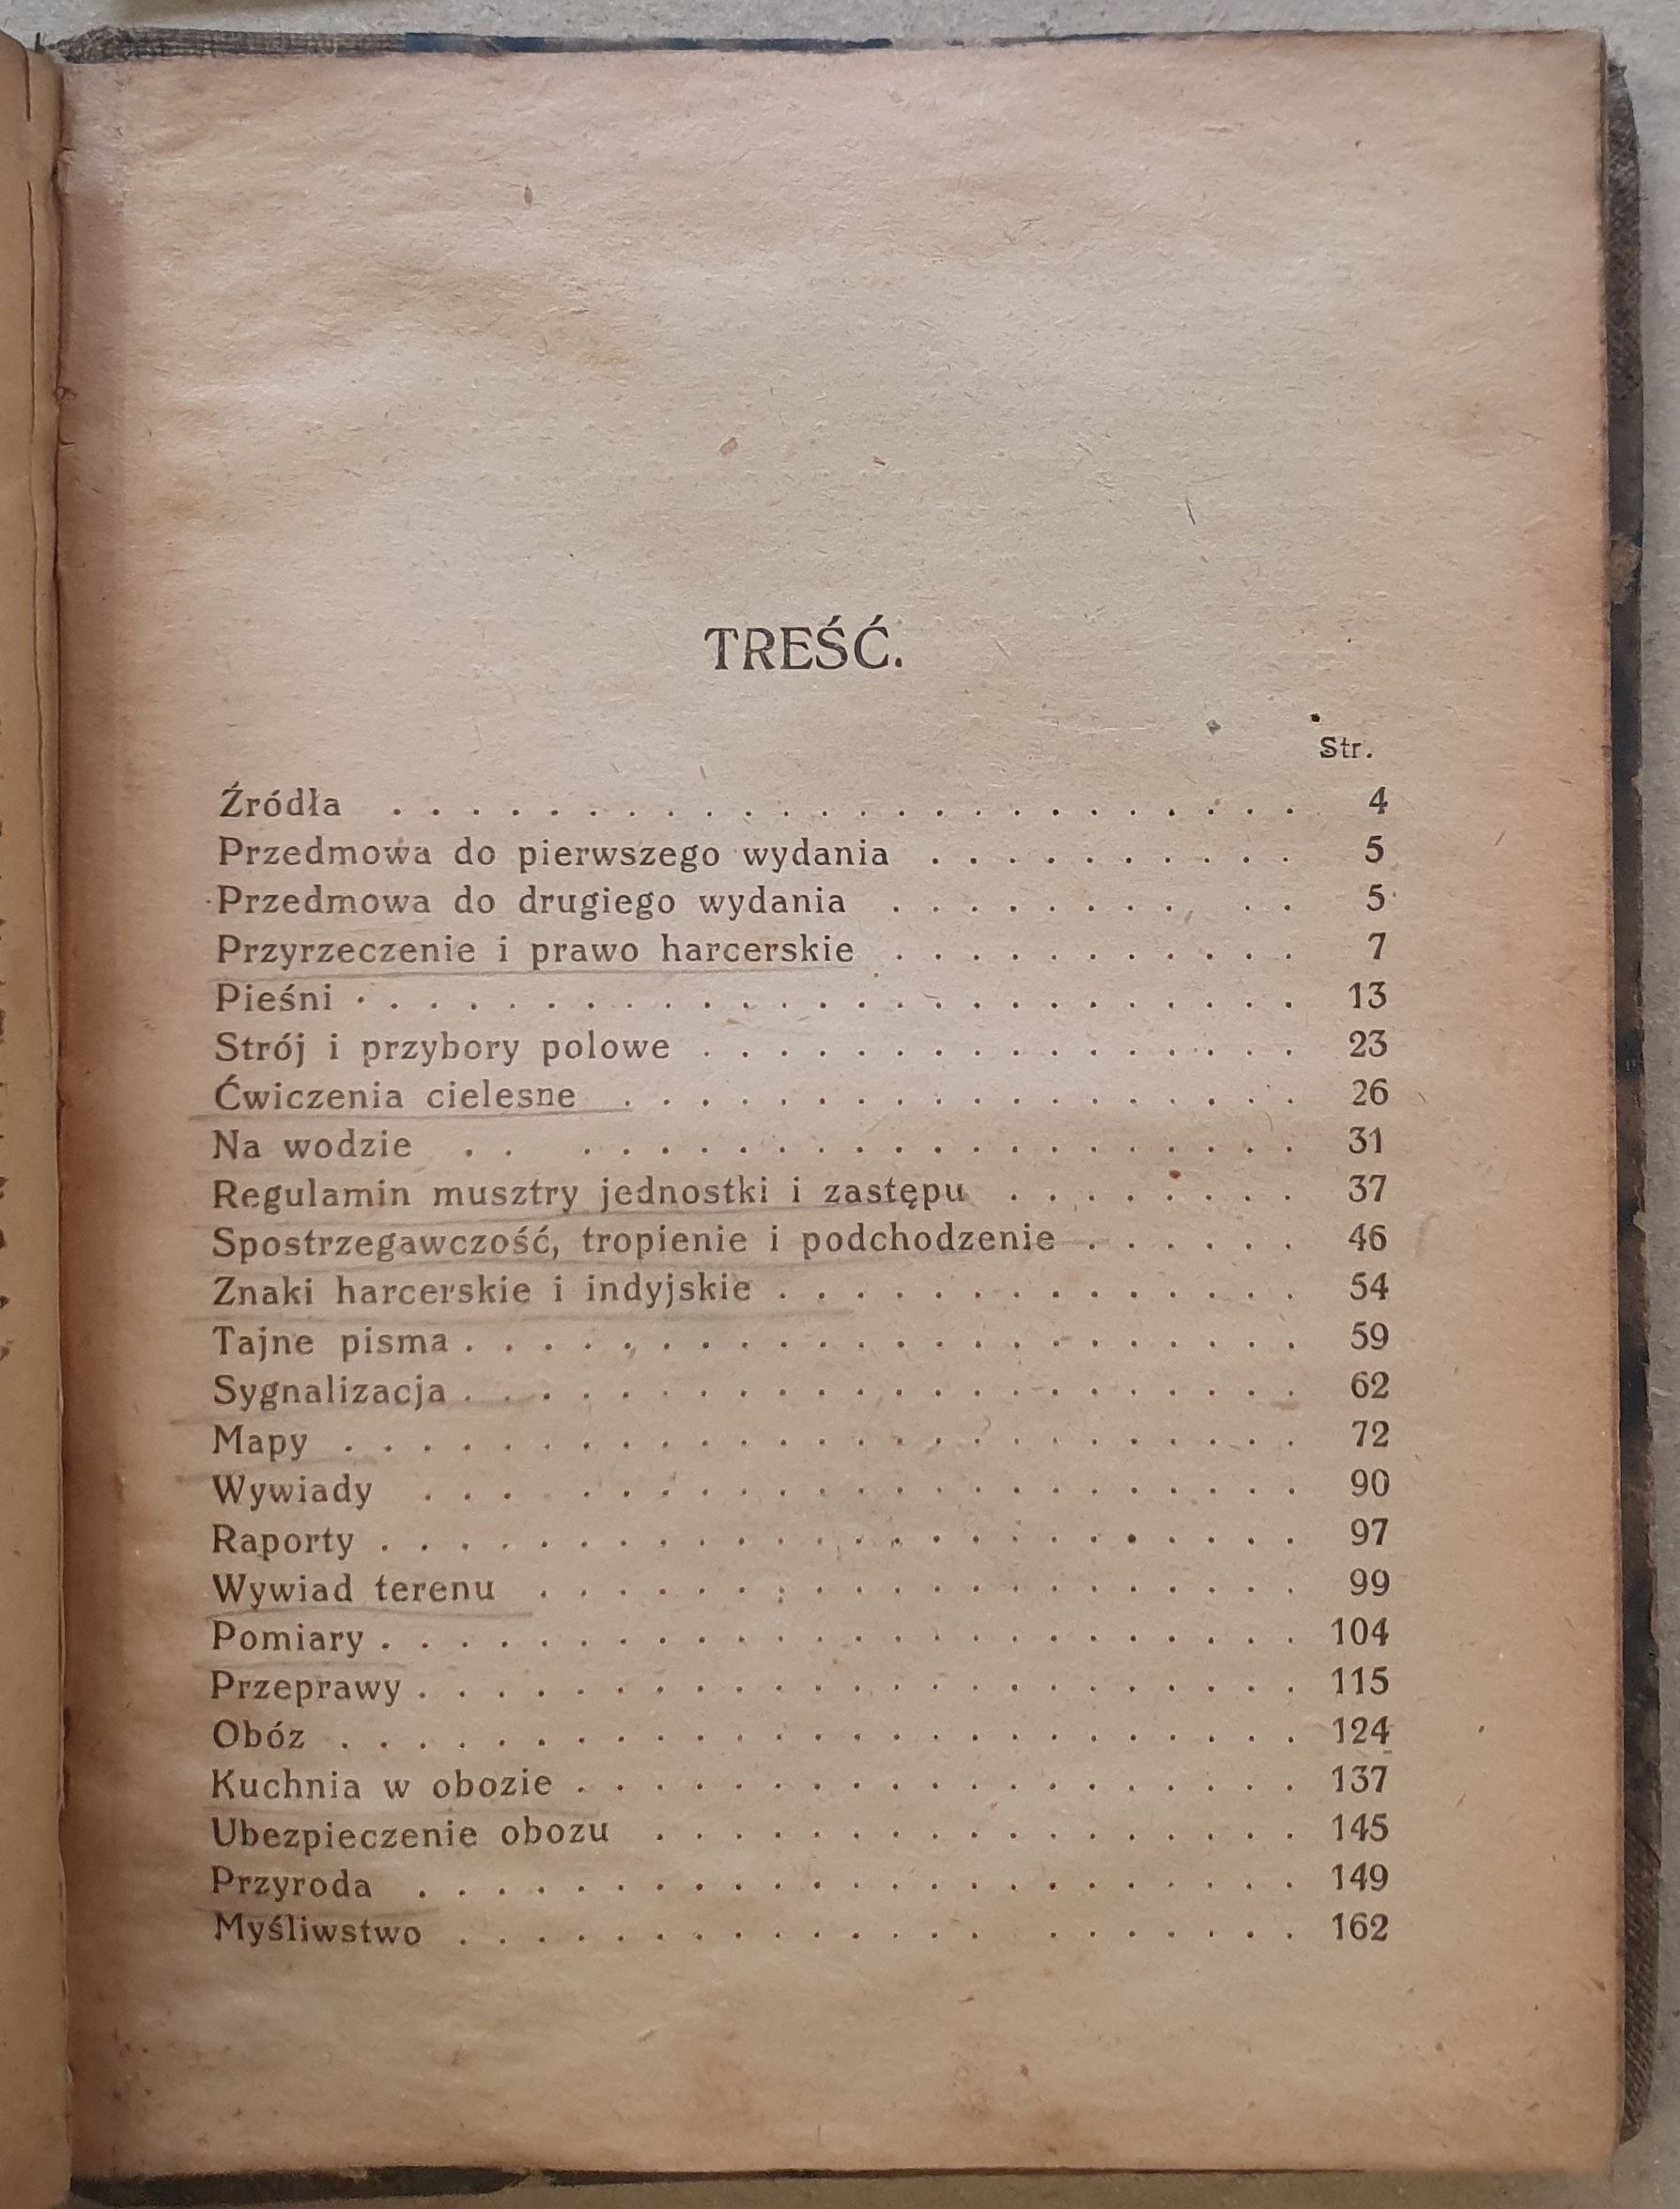 TREŚĆ.
Str.
Źródła . . . . . . . . . . . . . . . . . . . . . . . . 4
Przedmowa do pierwszego wydania . . . . . . . . . . 5
Przedmowa do drugiego wydania . . . . . . . . . . 5
Przyrzeczenie i prawo harcerskie . . . . . . . . . . . 7
Pieśni . . . . . . . . . . . . . . . . . . . . . . . . . 13
Strój i przybory polowe . . . . . . . . . . . . . . . . 23
Ćwiczenia cielesne . . . . . . . . . . . . . . . . . . 26
Na wodzie . . . . . . . . . . . . . . . . . . . . . 31
Regulamin musztry jednostki i zastępu . . . . . . . . 37
Spostrzegawczość, tropienie i podchodzenie . . . . . . 46
Znaki harcerskie i indyjskie . . . . . . . . . . . . . . 54
Tajne pisma . . . . . . . . . . . . . . . . . . . . . . 59
Sygnalizacja . . . . . . . . . . . . . . . . . . . . . . 62
Mapy . . . . . . . . . . . . . . . . . . . . . . . . . 72
Wywiady . . . . . . . . . . . . . . . . . . . . . . 90
Raporty . . . . . . . . . . . . . . . . . . . . . . . . 97
Wywiad terenu . . . . . . . . . . . . . . . . . . . . 99
Pomiary . . . . . . . . . . . . . . . . . . . . . . . . 104
Przeprawy . . . . . . . . . . . . . . . . . . . . . . . 115
Obóz . . . . . . . . . . . . . . . . . . . . . . . . . 124
Kuchnia w obozie . . . . . . . . . . . . . . . . . . . 137
Ubezpieczenie obozu . . . . . . . . . . . . . . . . . 145
Przyroda . . . . . . . . . . . . . . . . . . . . . . . 149
Myśliwstwo . . . . . . . . . . . . . . . . . . . . . 162